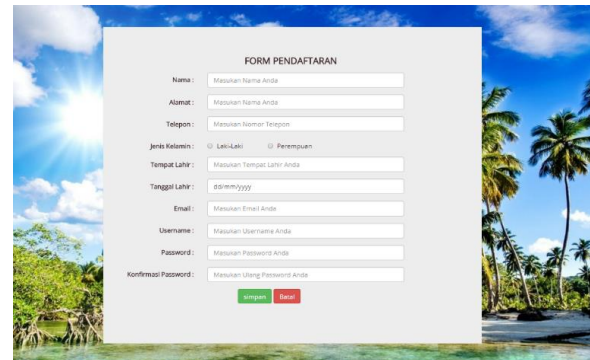 FORM PENDAFTARAN
Nama : Masukan Nama Anda
Alamat : Masukan Nama Anda
Telepon : Masukan Nomor Telepon
Jenis Kelamin : Laki-Laki Perempuan
Tempat Lahir : Masukan Tempat Lahir Anda
Tanggal Lahir : dd/mm/yyyy
Email : Masukan Email Anda
Username : Masukan Username Anda
Password : Masukan Password Anda
Konfirmasi Password : Masukan Ulang Password Anda
simpan Batal